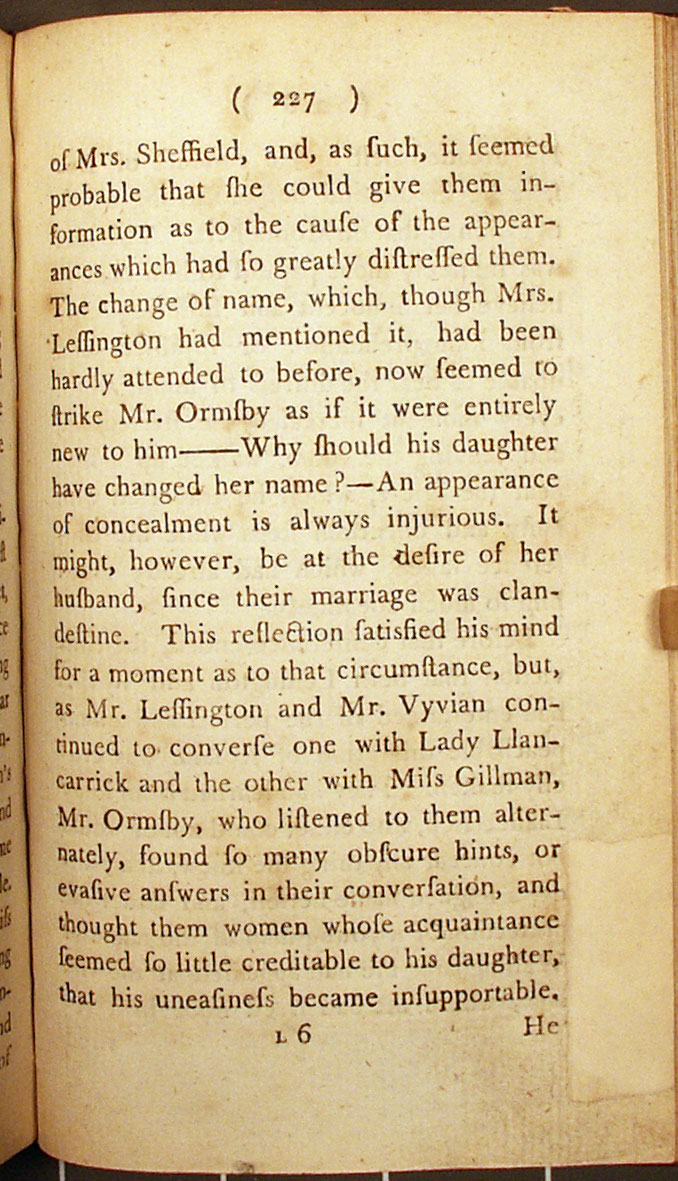 ( 227 )
of Mrs. Sheffield, and, as ſuch, it ſeemed
probable that ſhe could give them in-
formation as to the cauſe of the appear-
ances which had ſo greatly diſtreſſed them.
The change of name, which, though Mrs.
Leſſington had mentioned it, had been
hardly attended to before, now ſeemed to
ſtrike Mr. Ormſby as if it were entirely
new to him——Why ſhould his daughter
have changed her name?—An appearance
of concealment is always injurious. It
might, however, be at the deſire of her
huſband, ſince their marriage was clan-
deſtine. This reflection ſatisfied his mind
for a moment as to that circumſtance, but,
as Mr. Leſſington and Mr. Vyvian con-
tinued to converſe one with Lady Llan-
carrick and the other with Miſs Gillman,
Mr. Ormſby, who liſtened to them alter-
nately, found ſo many obſcure hints, or
evaſive anſwers in their converſation, and
thought them women whoſe acquaintance
ſeemed ſo little creditable to his daughter,
that his uneaſineſs became inſupportable.
L 6 He